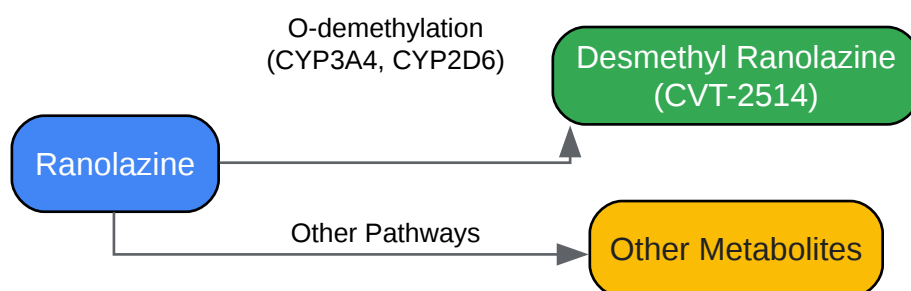 O-demethylation
(CYP3A4, CYP2D6)
Desmethyl Ranolazine
(CVT-2514)
Ranolazine
Other Pathways
Other Metabolites